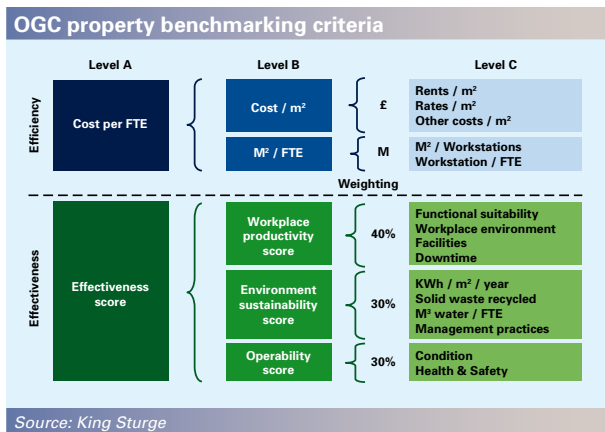 OGC property benchmarking criteria
Level A
Level B
Level C
Efficiency
Cost per FTE
Cost / m²
£
Rents / m²
Rates / m²
Other costs / m²
M² / FTE
M
M² / Workstations
Workstation / FTE
Weighting
Effectiveness
Effectiveness
score
Workplace
productivity
score
40%
Functional suitability
Workplace environment
Facilities
Downtime
Environment
sustainability
score
30%
KWh / m² / year
Solid waste recycled
M³ water / FTE
Management practices
Operability
score
30%
Condition
Health & Safety
Source: King Sturge